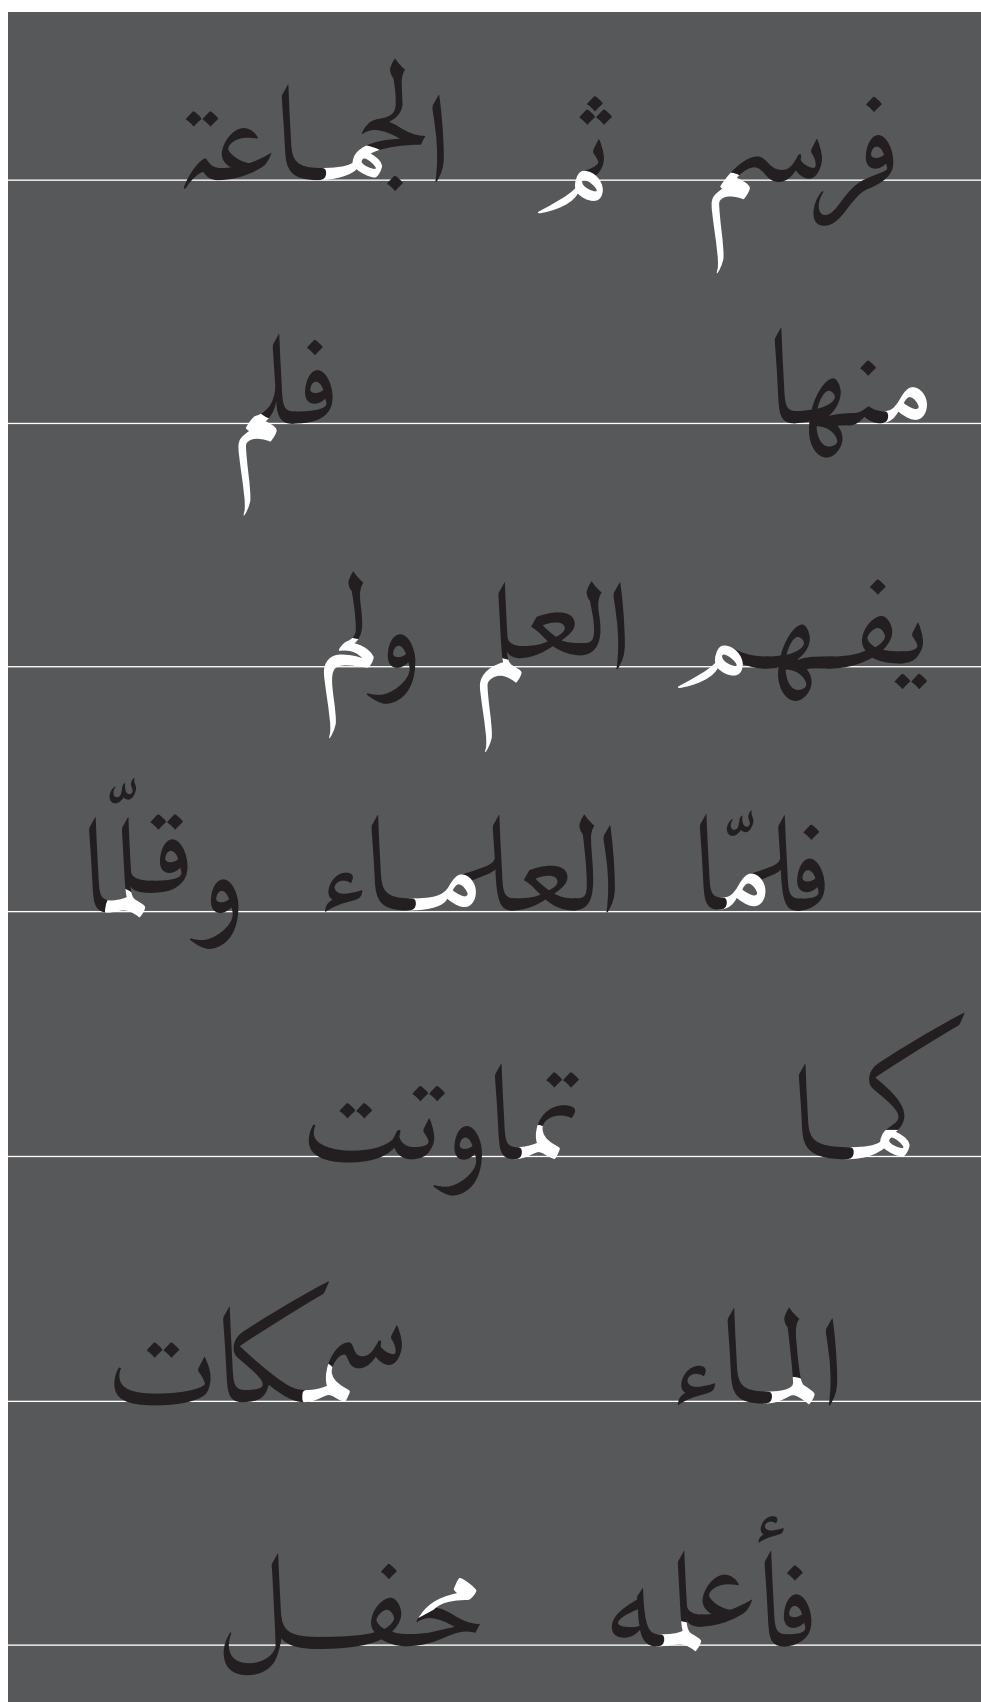 فرسم ثم الجماعة
منها فلم
يفهم العلم ولم
فلمّا العلماء وقلّما
كما تماوتت
الماء سمكات
فأعلمه محفل